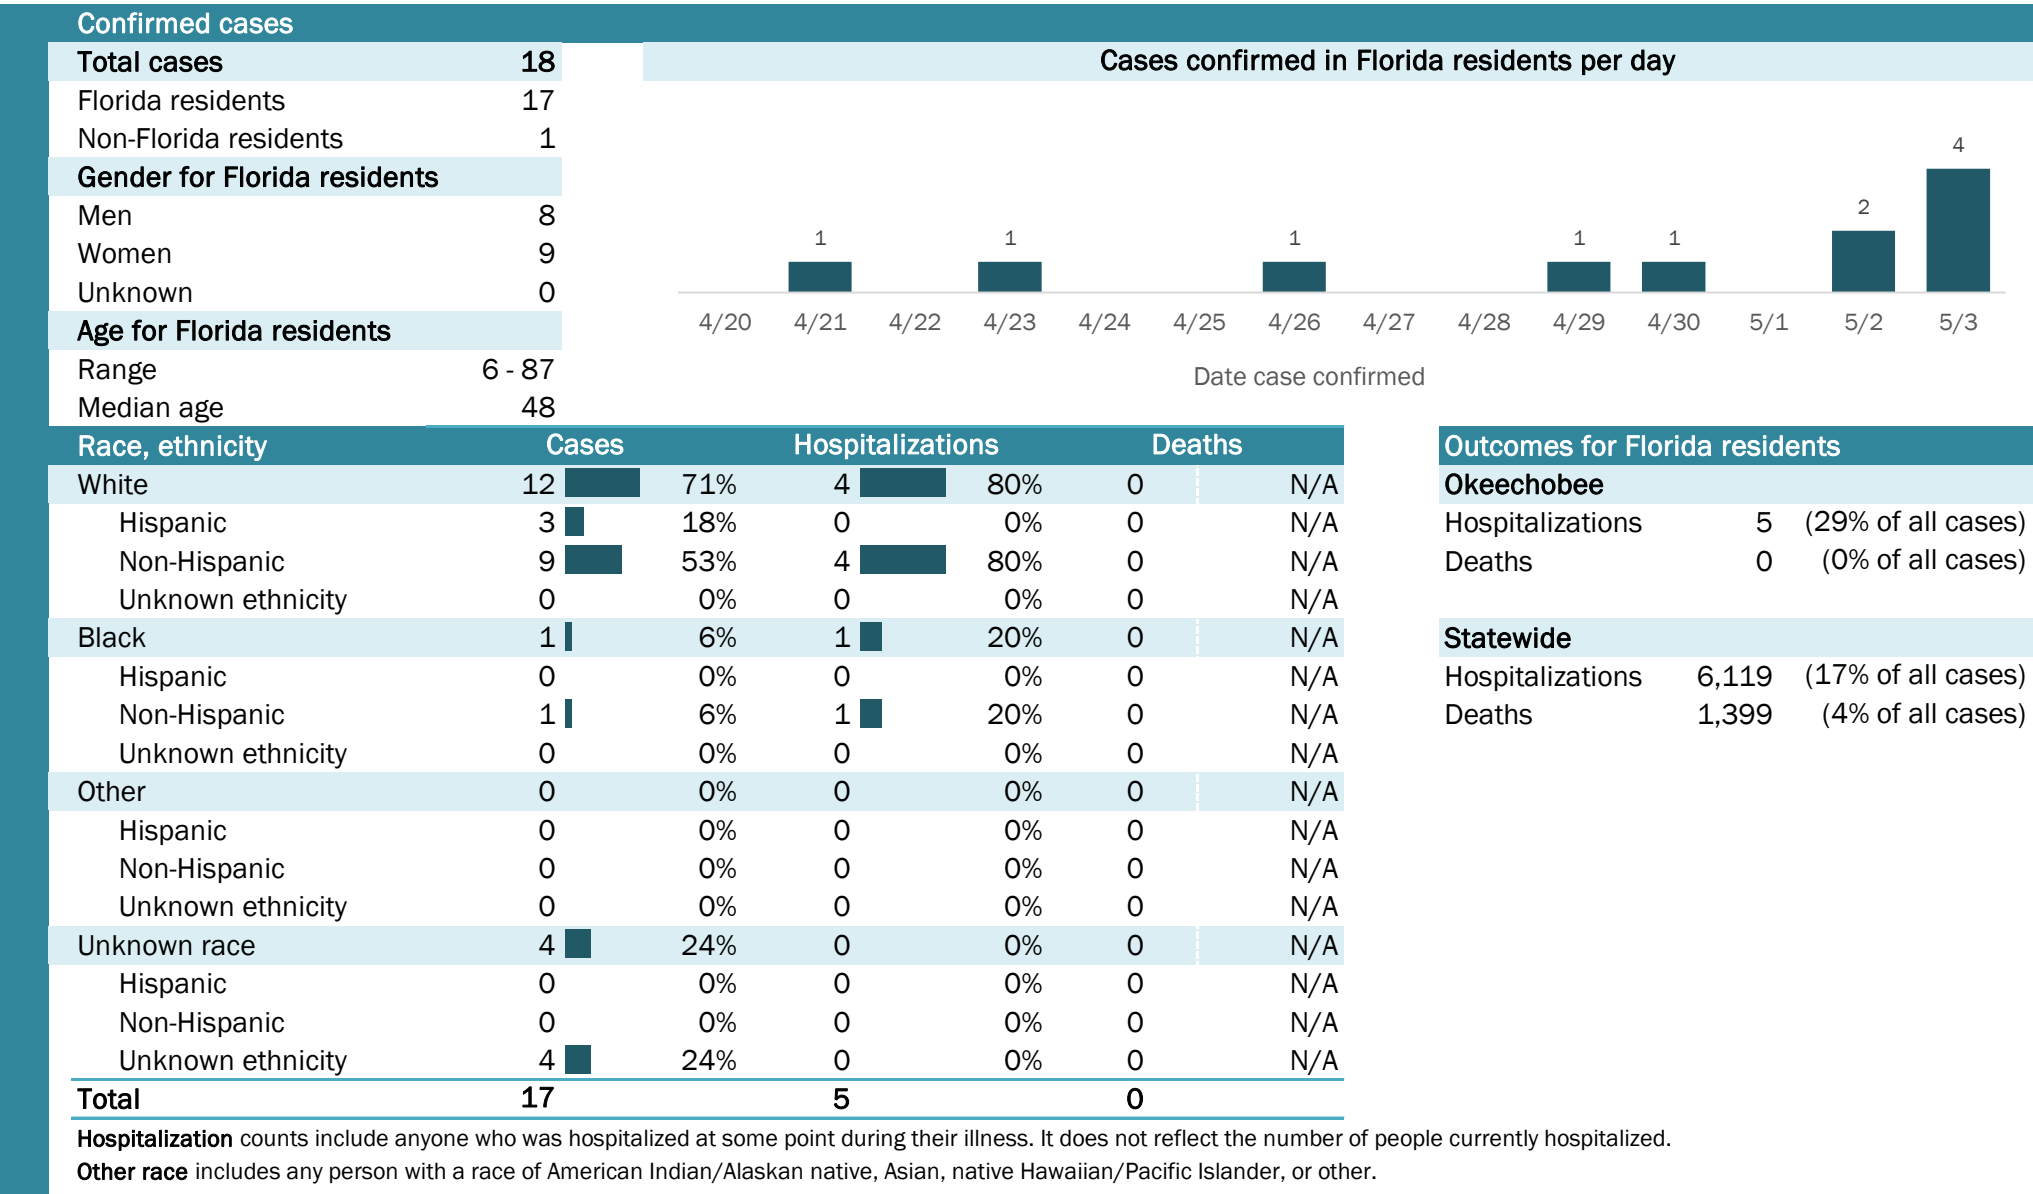 Confirmed cases
Total cases 18
Florida residents 17
Non-Florida residents 1
Gender for Florida residents
Men 8
Women 9
Unknown 0
Age for Florida residents
Range 6 - 87
Median age 48
Cases confirmed in Florida residents per day
1 1 1 1 1 2 4
4/20 4/21 4/22 4/23 4/24 4/25 4/26 4/27 4/28 4/29 4/30 5/1 5/2 5/3
Date case confirmed
Race, ethnicity Cases Hospitalizations Deaths
White 12 71% 4 80% 0 N/A
Hispanic 3 18% 0 0% 0 N/A
Non-Hispanic 9 53% 4 80% 0 N/A
Unknown ethnicity 0 0% 0 0% 0 N/A
Black 1 6% 1 20% 0 N/A
Hispanic 0 0% 0 0% 0 N/A
Non-Hispanic 1 6% 1 20% 0 N/A
Unknown ethnicity 0 0% 0 0% 0 N/A
Other 0 0% 0 0% 0 N/A
Hispanic 0 0% 0 0% 0 N/A
Non-Hispanic 0 0% 0 0% 0 N/A
Unknown ethnicity 0 0% 0 0% 0 N/A
Unknown race 4 24% 0 0% 0 N/A
Hispanic 0 0% 0 0% 0 N/A
Non-Hispanic 0 0% 0 0% 0 N/A
Unknown ethnicity 4 24% 0 0% 0 N/A
Total 17 5 0
Outcomes for Florida residents
Okeechobee
Hospitalizations 5 (29% of all cases)
Deaths 0 (0% of all cases)
Statewide
Hospitalizations 6,119 (17% of all cases)
Deaths 1,399 (4% of all cases)
Hospitalization counts include anyone who was hospitalized at some point during their illness. It does not reflect the number of people currently hospitalized.
Other race includes any person with a race of American Indian/Alaskan native, Asian, native Hawaiian/Pacific Islander, or other.